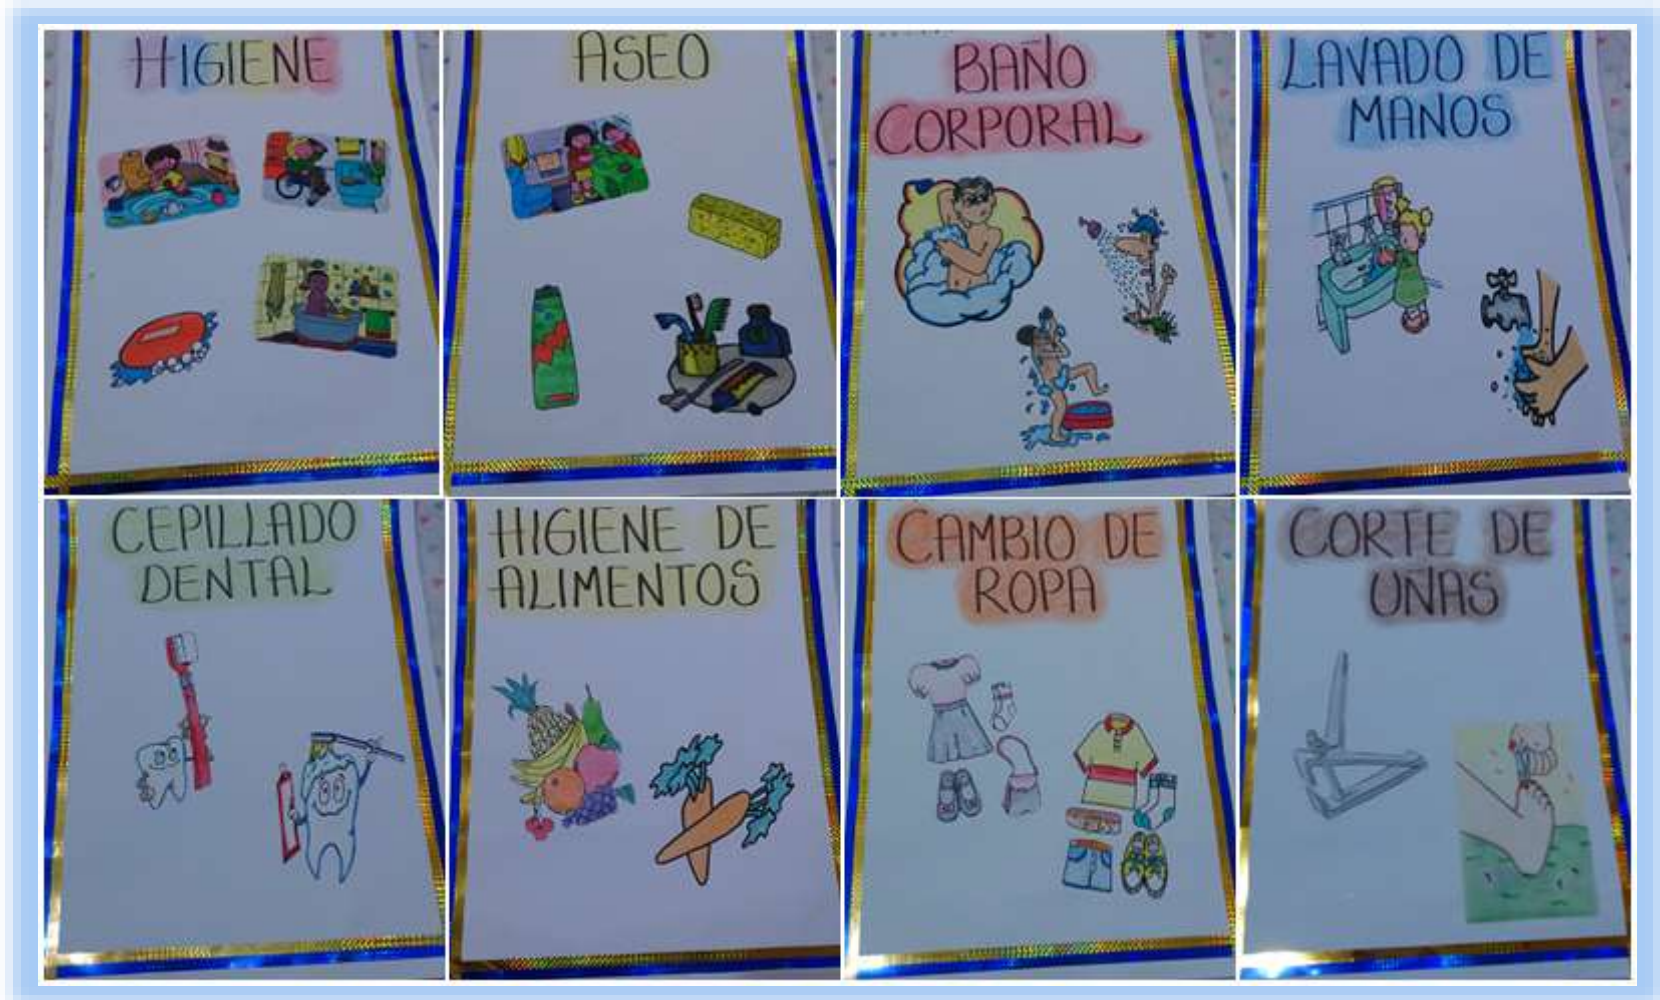 HIGIENE
ASEO
BAÑO
CORPORAL
LAVADO DE
MANOS
CEPILLADO
DENTAL
HIGIENE DE
ALIMENTOS
CAMBIO DE
ROPA
CORTE DE
UÑAS